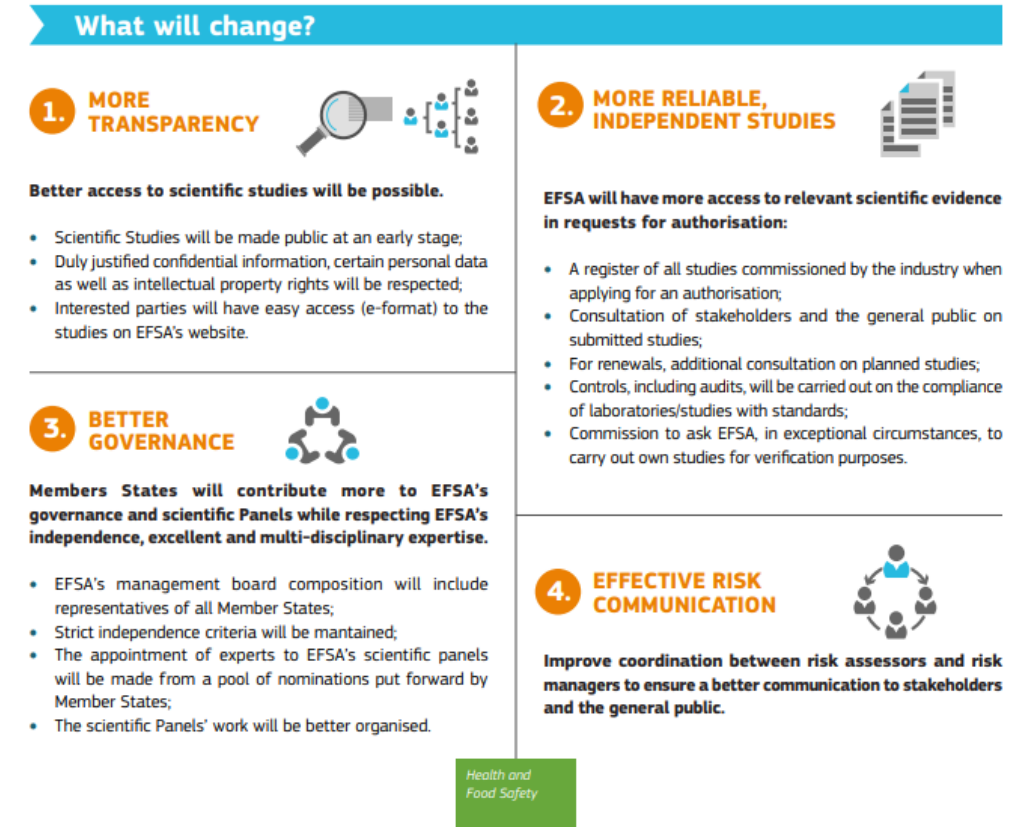 What will change?
1. MORE
TRANSPARENCY
Better access to scientific studies will be possible.
• Scientific Studies will be made public at an early stage;
• Duly justified confidential information, certain personal data
as well as intellectual property rights will be respected;
• Interested parties will have easy access (e-format) to the
studies on EFSA's website.
2. MORE RELIABLE,
INDEPENDENT STUDIES
EFSA will have more access to relevant scientific evidence
in requests for authorisation:
• A register of all studies commissioned by the industry when
applying for an authorisation;
• Consultation of stakeholders and the general public on
submitted studies;
• For renewals, additional consultation on planned studies;
• Controls, including audits, will be carried out on the compliance
of laboratories/studies with standards;
• Commission to ask EFSA, in exceptional circumstances, to
carry out own studies for verification purposes.
3. BETTER
GOVERNANCE
Members States will contribute more to EFSA's
governance and scientific Panels while respecting EFSA's
independence, excellent and multi-disciplinary expertise.
• EFSA's management board composition will include
representatives of all Member States;
• Strict independence criteria will be mantained;
• The appointment of experts to EFSA's scientific panels
will be made from a pool of nominations put forward by
Member States;
• The scientific Panels' work will be better organised.
4. EFFECTIVE RISK
COMMUNICATION
Improve coordination between risk assessors and risk
managers to ensure a better communication to stakeholders
and the general public.
Health and
Food Safety